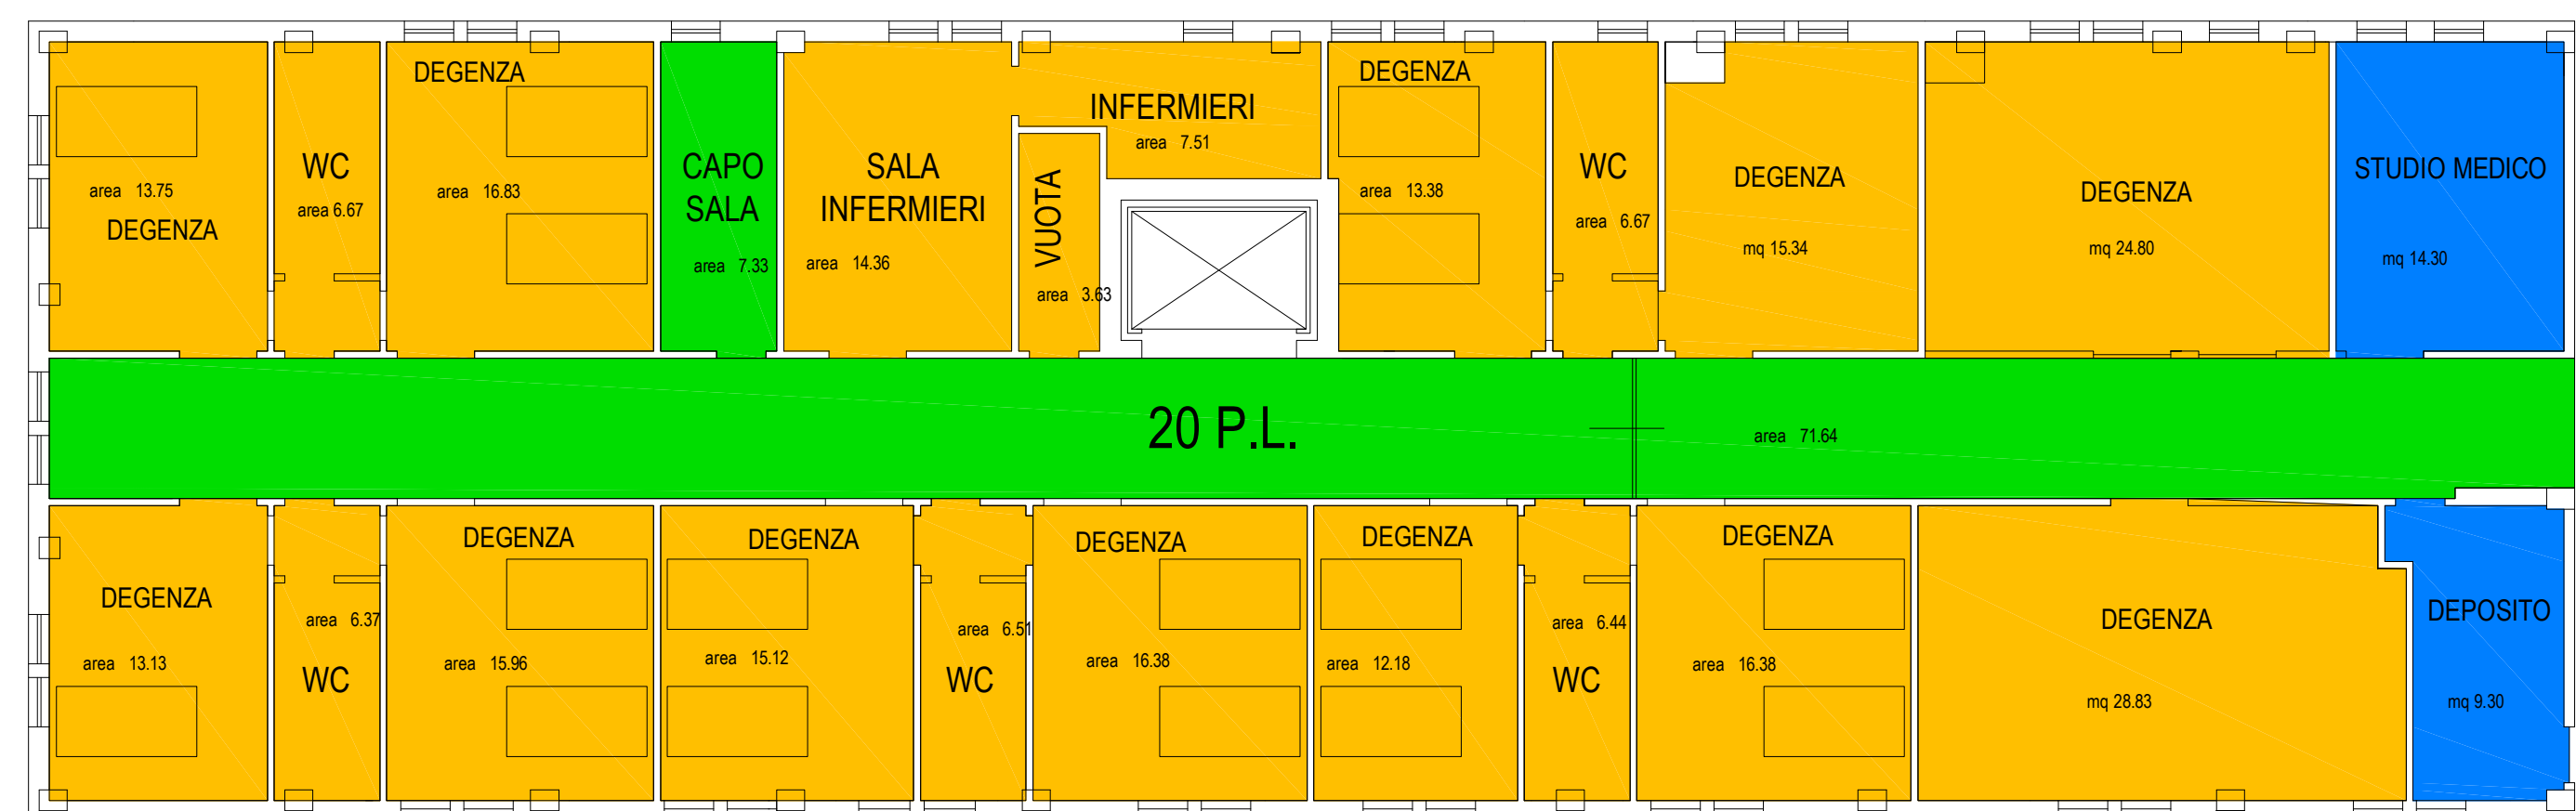 area 13.75
DEGENZA
WC
area 6.67
DEGENZA
area 16.83
CAPO
SALA
area 7.33
SALA
INFERMIERI
area 14.36
INFERMIERI
area 7.51
VUOTA
area 3.63
DEGENZA
area 13.38
WC
area 6.67
DEGENZA
mq 15.34
DEGENZA
mq 24.80
STUDIO MEDICO
mq 14.30
20 P.L.
area 71.64
DEGENZA
area 13.13
area 6.37
WC
DEGENZA
area 15.96
DEGENZA
area 15.12
area 6.51
WC
DEGENZA
area 16.38
DEGENZA
area 12.18
area 6.44
WC
DEGENZA
area 16.38
DEGENZA
mq 28.83
DEPOSITO
mq 9.30